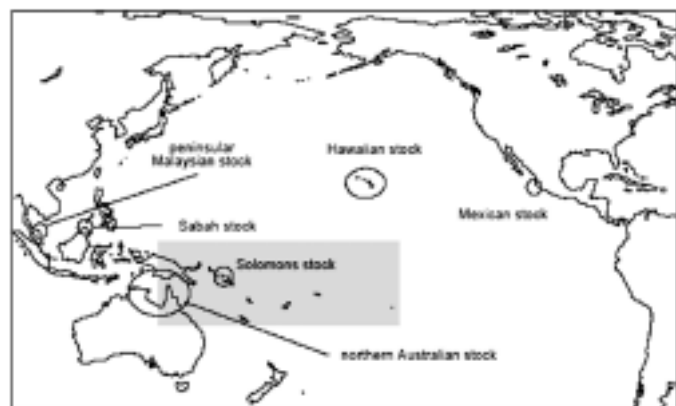 peninsular
Malaysian stock
Hawaiian stock
Mexican stock
Sabah stock
Solomons stock
northern Australian stock